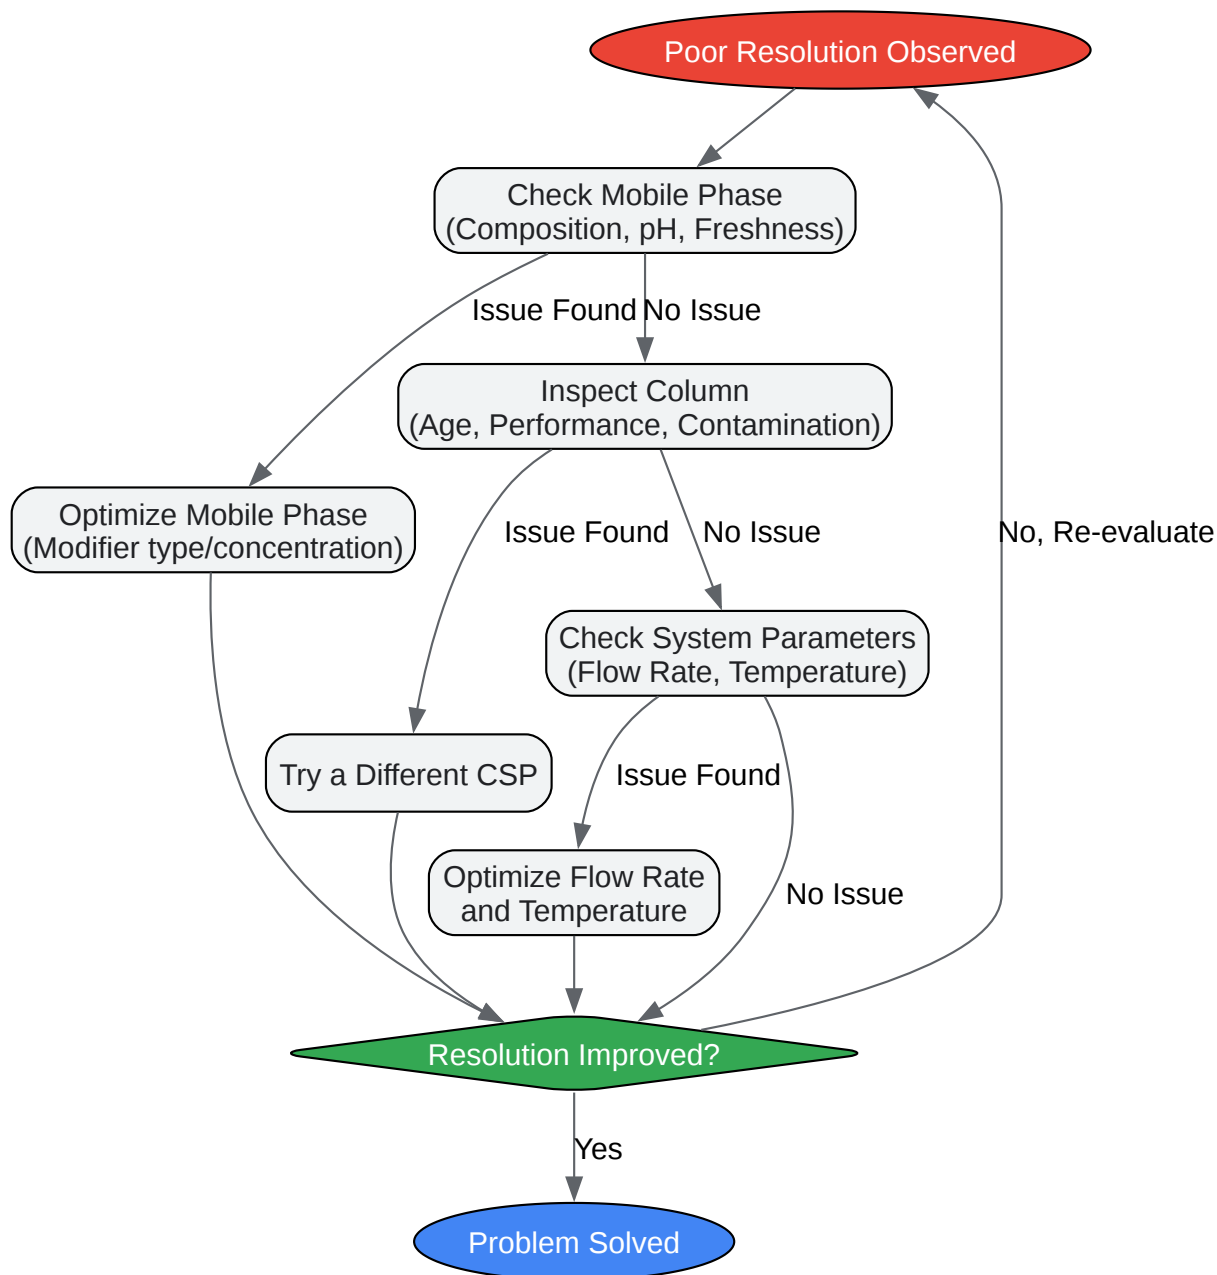 Poor Resolution Observed
Check Mobile Phase
(Composition, pH, Freshness)
Issue Found
No Issue
Inspect Column
(Age, Performance, Contamination)
Optimize Mobile Phase
(Modifier type/concentration)
Issue Found
No Issue
No, Re-evaluate
Check System Parameters
(Flow Rate, Temperature)
Try a Different CSP
Issue Found
Optimize Flow Rate
and Temperature
No Issue
Resolution Improved?
Yes
Problem Solved